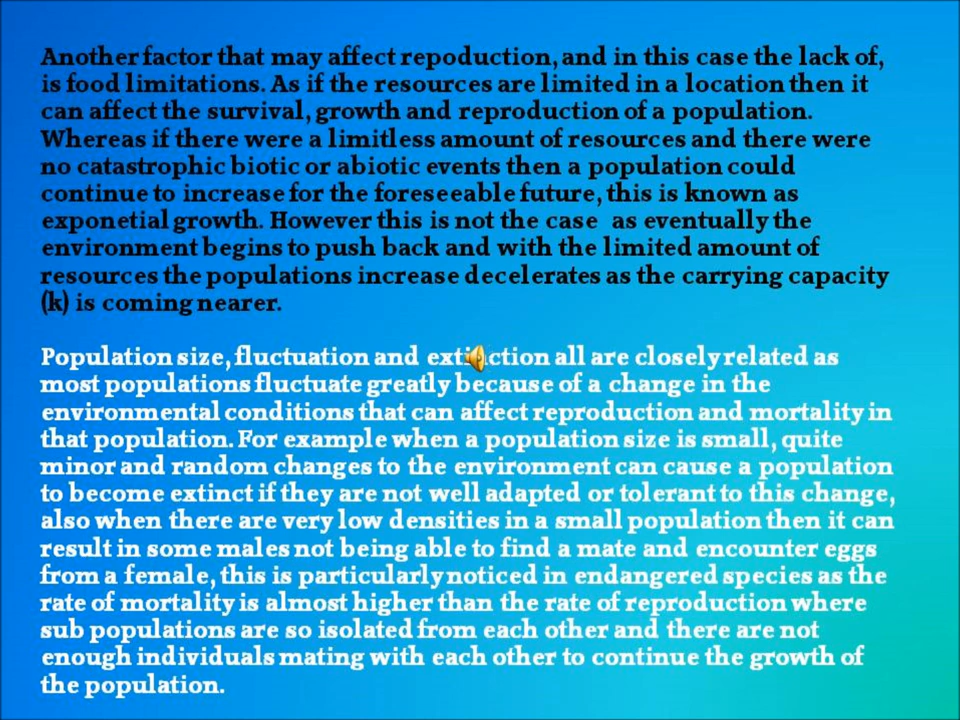 Another factor that may affect repoduction, and in this case the lack of,
is food limitations. As if the resources are limited in a location then it
can affect the survival, growth and reproduction of a population.
Whereas if there were a limitless amount of resources and there were
no catastrophic biotic or abiotic events then a population could
continue to increase for the foreseeable future, this is known as
exponetial growth. However this is not the case as eventually the
environment begins to push back and with the limited amount of
resources the populations increase decelerates as the carrying capacity
(k) is coming nearer.
Population size, fluctuation and extinction all are closely related as
most populations fluctuate greatly because of a change in the
environmental conditions that can affect reproduction and mortality in
that population. For example when a population size is small, quite
minor and random changes to the environment can cause a population
to become extinct if they are not well adapted or tolerant to this change,
also when there are very low densities in a small population then it can
result in some males not being able to find a mate and encounter eggs
from a female, this is particularly noticed in endangered species as the
rate of mortality is almost higher than the rate of reproduction where
sub populations are so isolated from each other and there are not
enough individuals mating with each other to continue the growth of
the population.